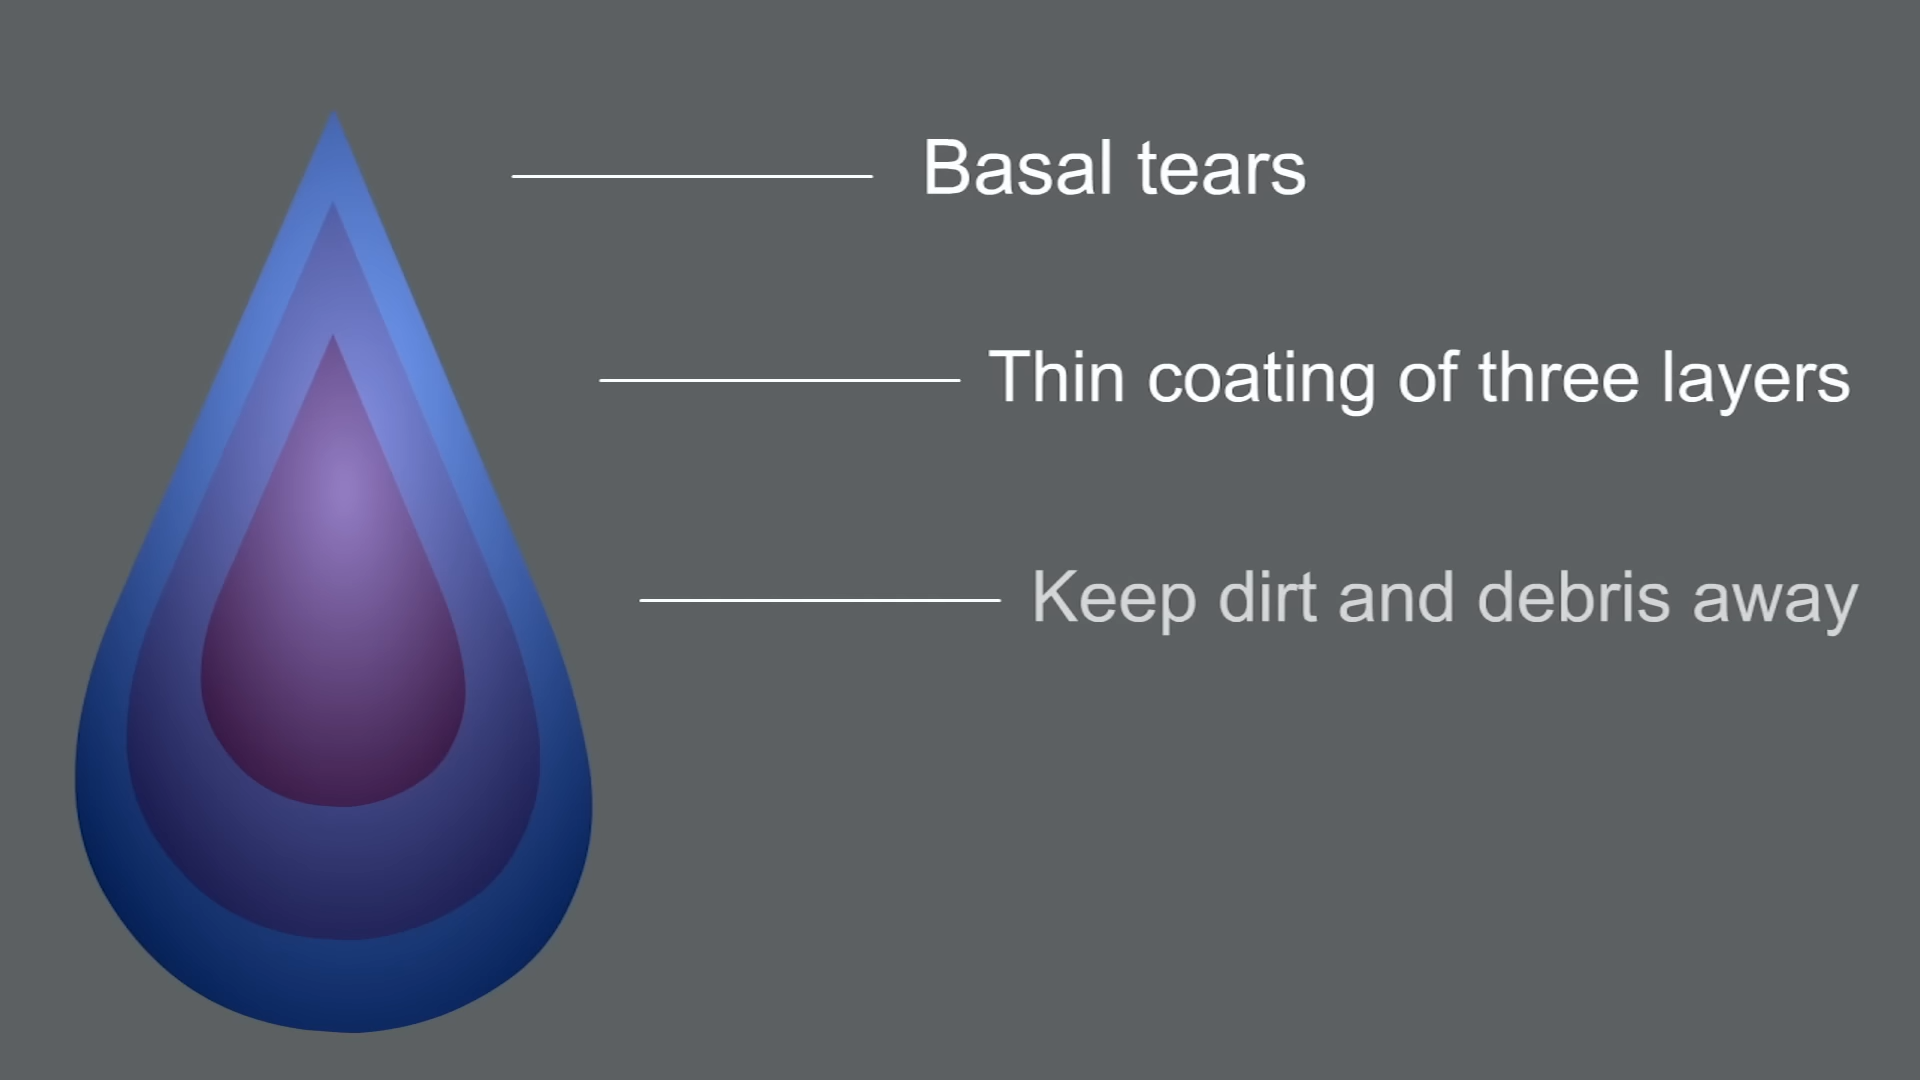 Basal tears
Thin coating of three layers
Keep dirt and debris away